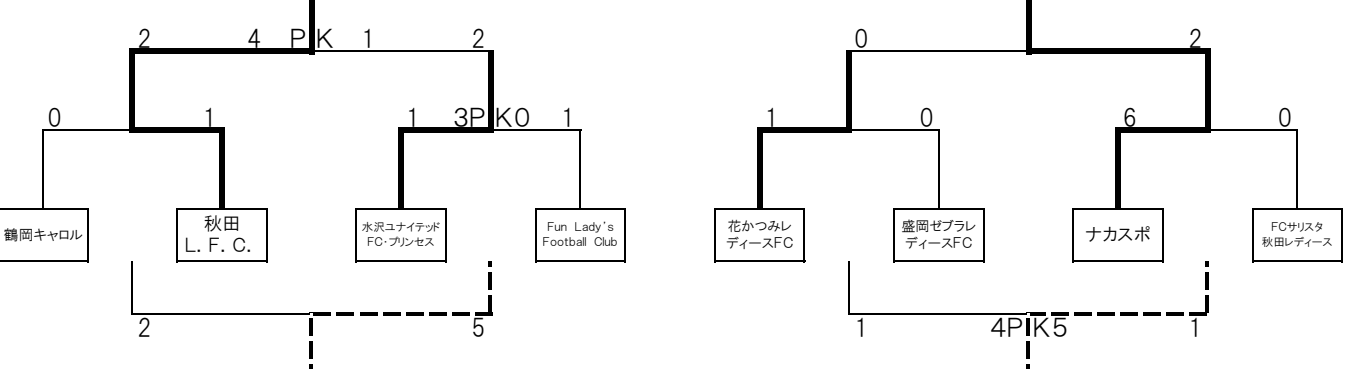 2 4 PK 1 2
0 2
0 1 1 3PK0 1
1 0 6 0
鶴岡キャロル
秋田
L.F.C.
水沢ユナイテッド
FC・プリンセス
Fun Lady's
Football Club
花かつみレ
ディースFC
盛岡ゼブラレ
ディースFC
ナカスポ
FCサリスタ
秋田レディース
2 5
1 4PK5 1